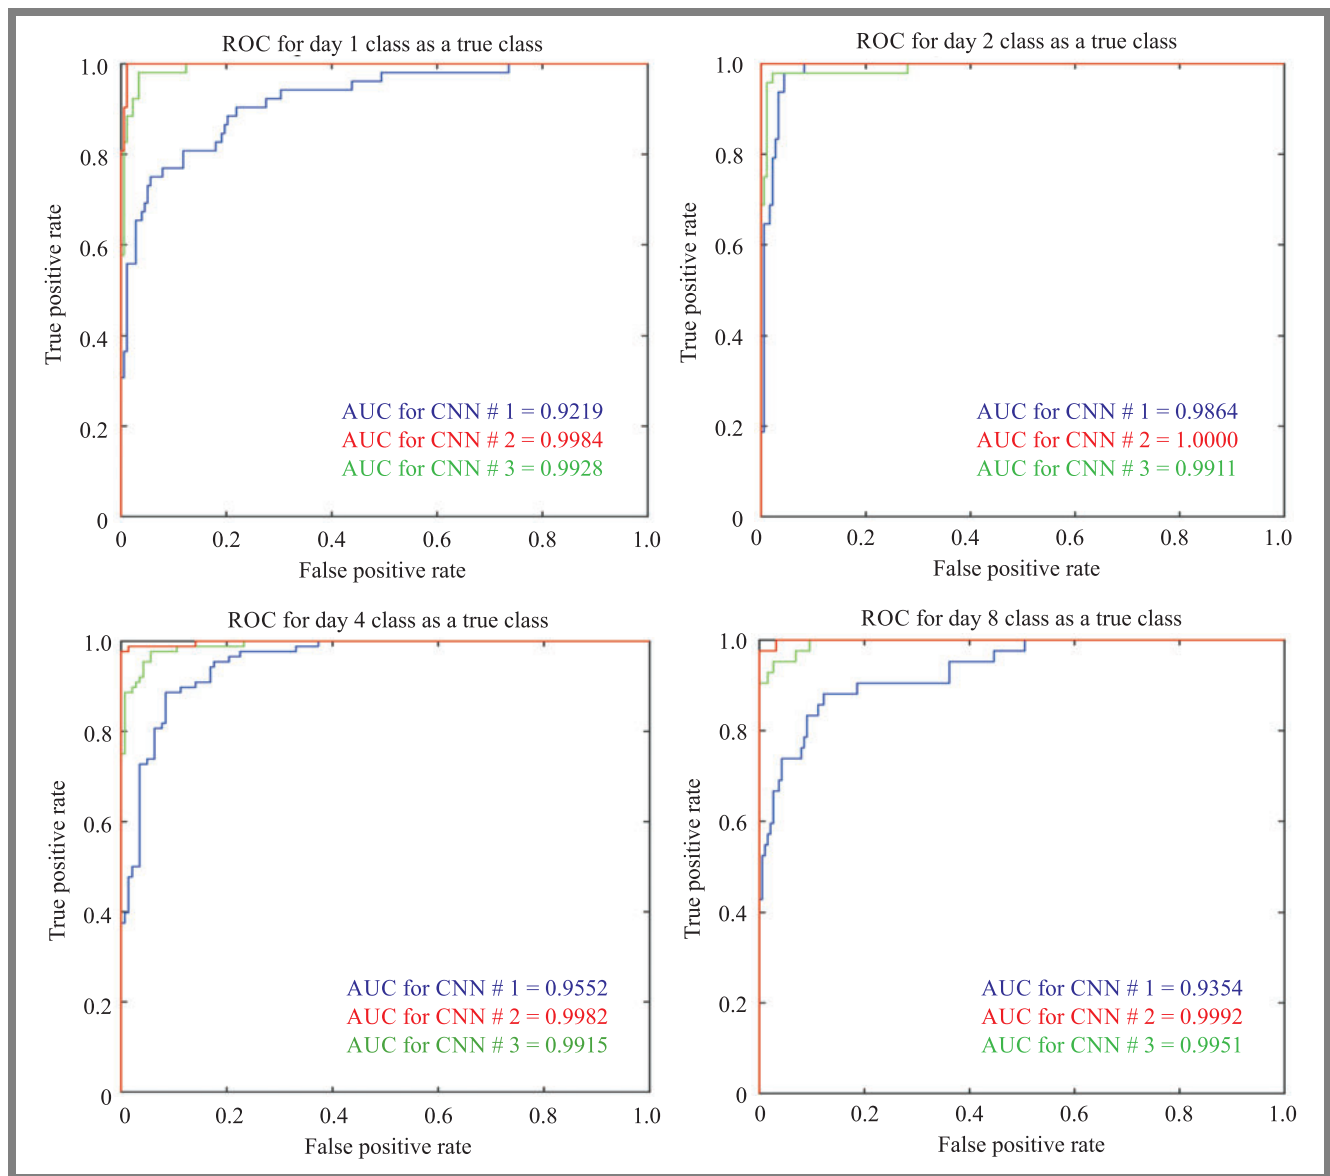 ROC for day 1 class as a true class
True positive rate
1.0
0.8
0.6
0.4
0.2
0
AUC for CNN # 1 = 0.9219
AUC for CNN # 2 = 0.9984
AUC for CNN # 3 = 0.9928
0 0.2 0.4 0.6 0.8 1.0
False positive rate
ROC for day 2 class as a true class
True positive rate
1.0
0.8
0.6
0.4
0.2
0
AUC for CNN # 1 = 0.9864
AUC for CNN # 2 = 1.0000
AUC for CNN # 3 = 0.9911
0 0.2 0.4 0.6 0.8 1.0
False positive rate
ROC for day 4 class as a true class
True positive rate
1.0
0.8
0.6
0.4
0.2
0
AUC for CNN # 1 = 0.9552
AUC for CNN # 2 = 0.9982
AUC for CNN # 3 = 0.9915
0 0.2 0.4 0.6 0.8 1.0
False positive rate
ROC for day 8 class as a true class
True positive rate
1.0
0.8
0.6
0.4
0.2
0
AUC for CNN # 1 = 0.9354
AUC for CNN # 2 = 0.9992
AUC for CNN # 3 = 0.9951
0 0.2 0.4 0.6 0.8 1.0
False positive rate